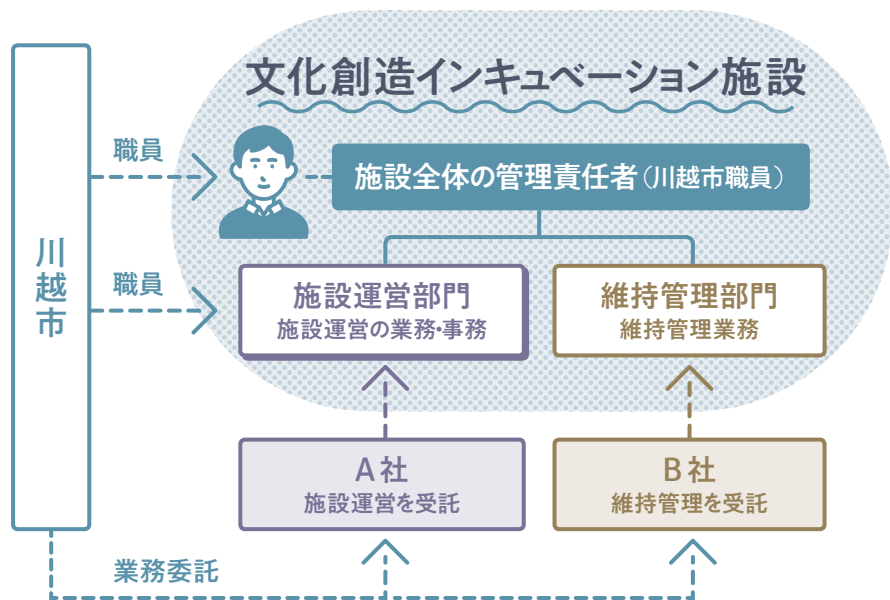 文化創造インキュベーション施設
川越市
職員
施設全体の管理責任者（川越市職員）
職員
施設運営部門
施設運営の業務・事務
維持管理部門
維持管理業務
A社
施設運営を受託
B社
維持管理を受託
業務委託